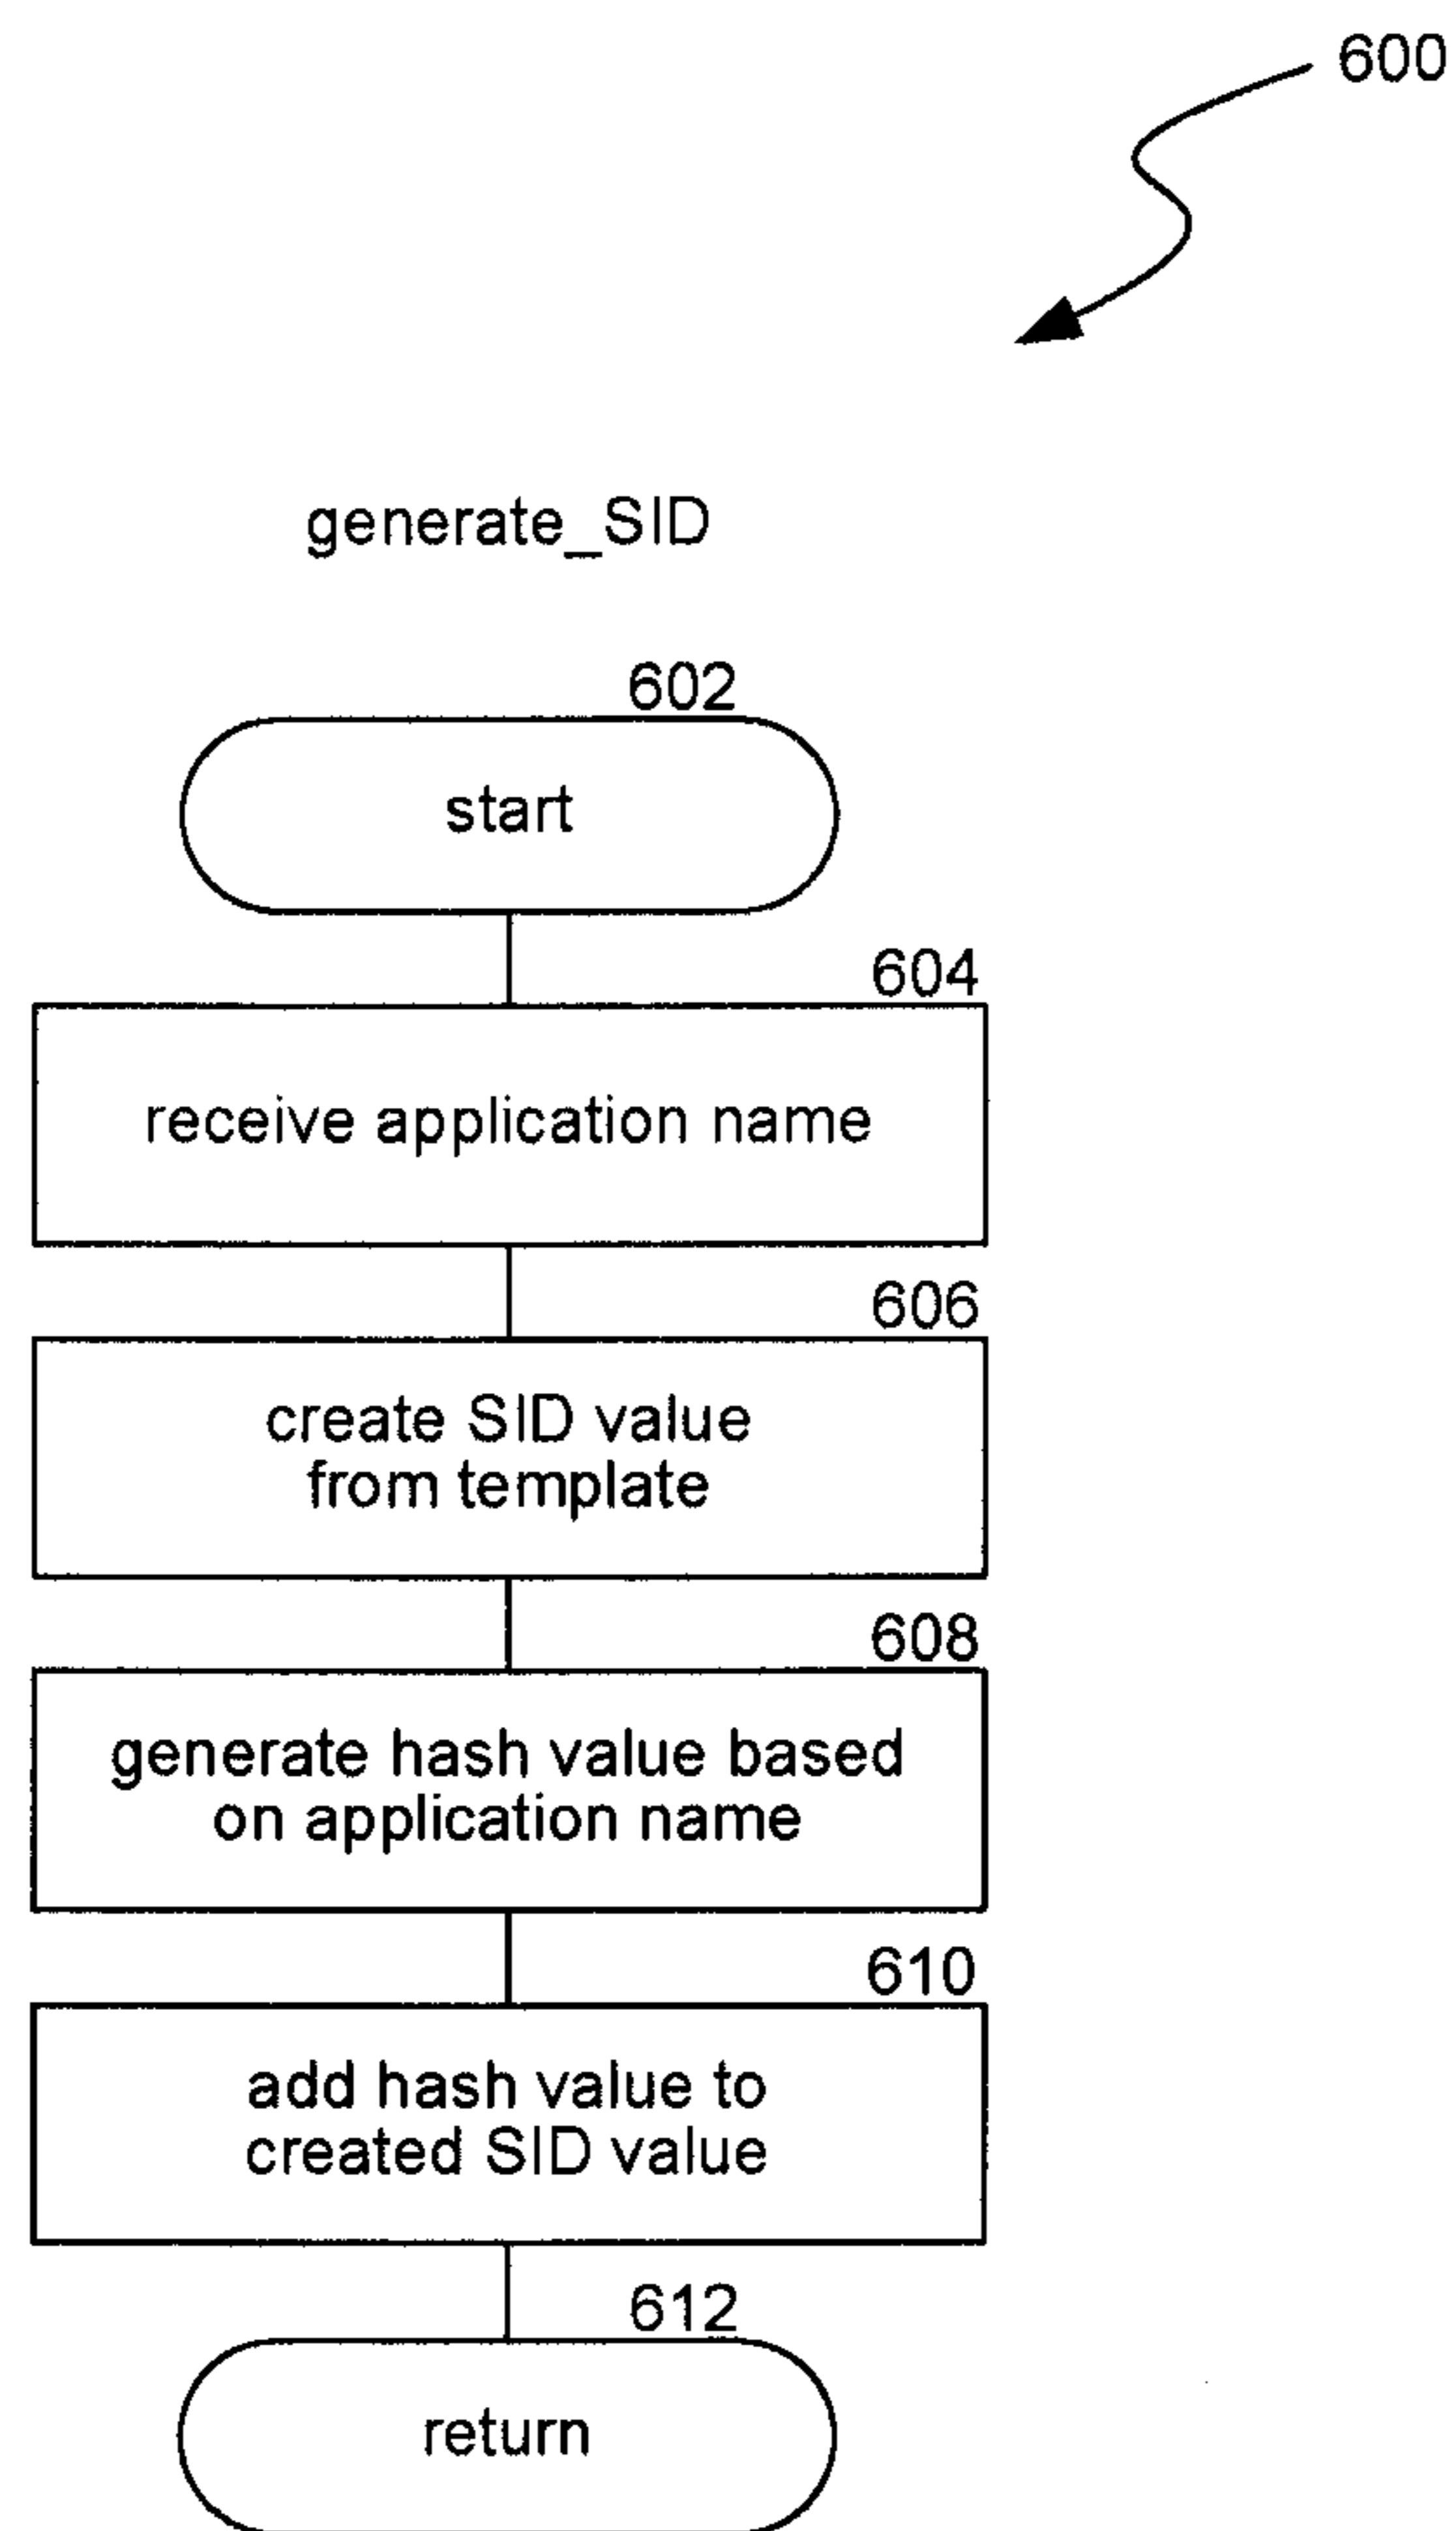 600
generate_SID
602
start
604
receive application name
606
create SID value
from template
608
generate hash value based
on application name
610
add hash value to
created SID value
612
return